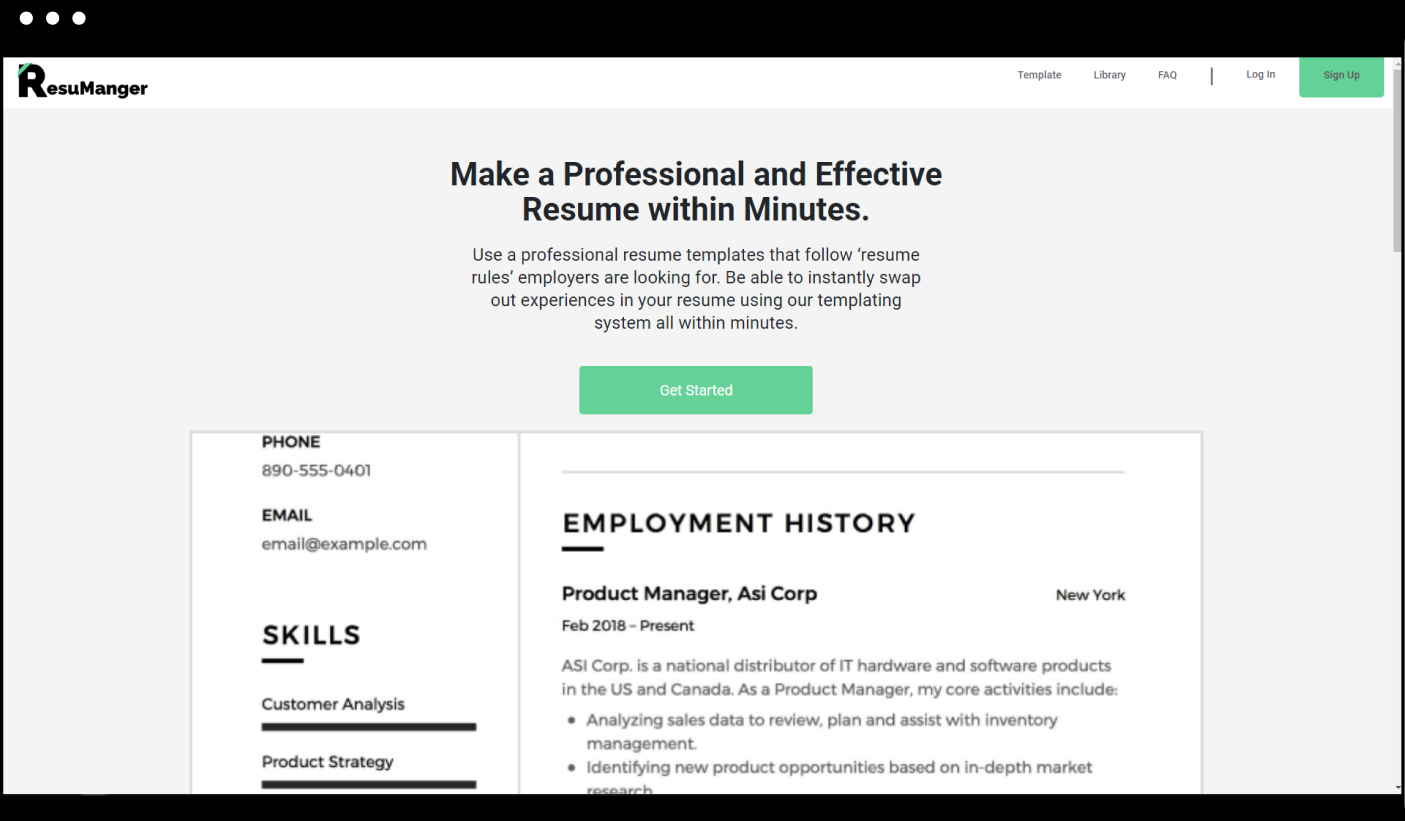 ResuManger
Template Library FAQ | Log In Sign Up
Make a Professional and Effective
Resume within Minutes.
Use a professional resume templates that follow ‘resume
rules’ employers are looking for. Be able to instantly swap
out experiences in your resume using our templating
system all within minutes.
Get Started
PHONE
890-555-0401
EMAIL
email@example.com
SKILLS
Customer Analysis
Product Strategy
EMPLOYMENT HISTORY
Product Manager, Asi Corp New York
Feb 2018 – Present
ASI Corp. is a national distributor of IT hardware and software products
in the US and Canada. As a Product Manager, my core activities include:
• Analyzing sales data to review, plan and assist with inventory
management.
• Identifying new product opportunities based on in-depth market
research